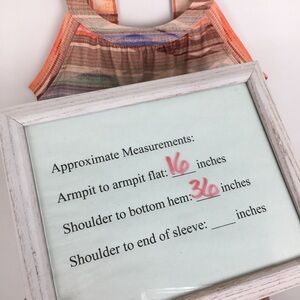 Approximate Measurements:
Armpit to armpit flat: 16 inches
Shoulder to bottom hem: 36 inches
Shoulder to end of sleeve: ___ inches